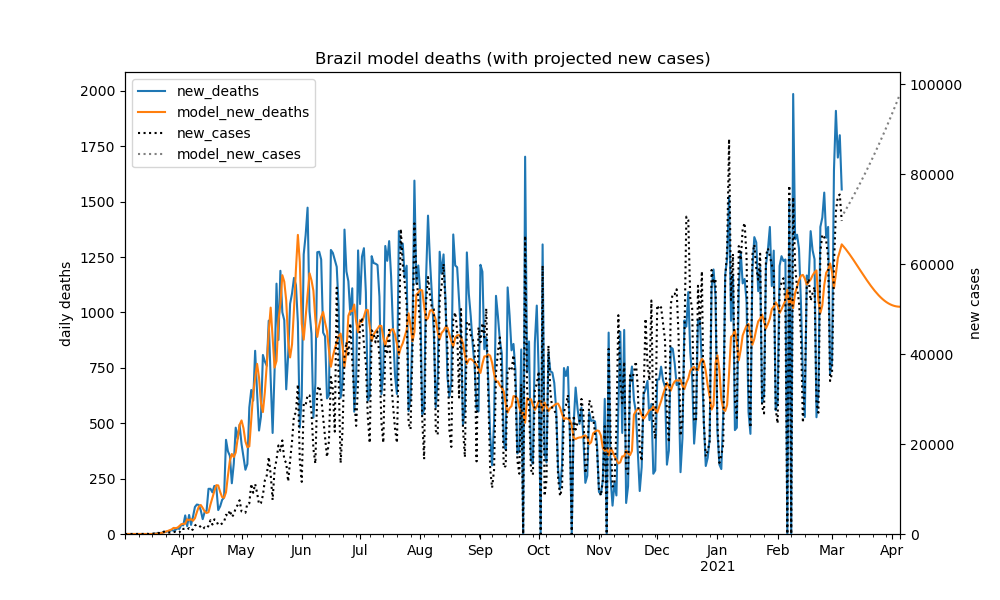 Brazil model deaths (with projected new cases)
new_deaths
model_new_deaths
new_cases
model_new_cases
daily deaths
2000
1750
1500
1250
1000
750
500
250
0
100000
80000
60000
40000
20000
0
new cases
Apr May Jun Jul Aug Sep Oct Nov Dec Jan Feb Mar Apr
2021